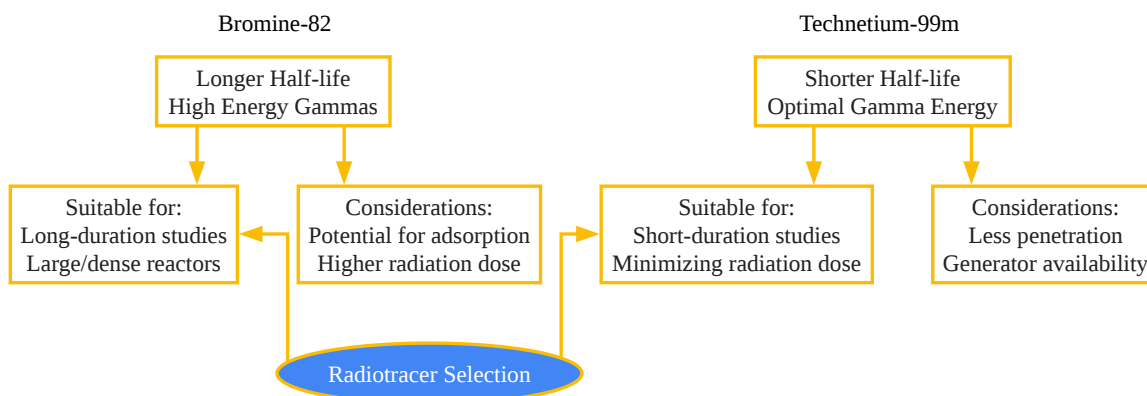 Bromine-82
Technetium-99m
Longer Half-life
High Energy Gammas
Shorter Half-life
Optimal Gamma Energy
Suitable for:
Long-duration studies
Large/dense reactors
Considerations:
Potential for adsorption
Higher radiation dose
Suitable for:
Short-duration studies
Minimizing radiation dose
Considerations:
Less penetration
Generator availability
Radiotracer Selection